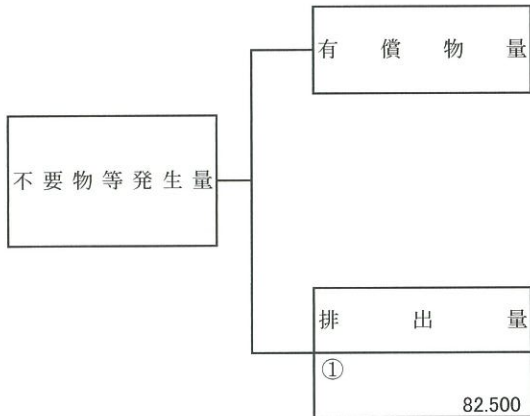 有償物量
不要物等発生量
排出量
①
82.500